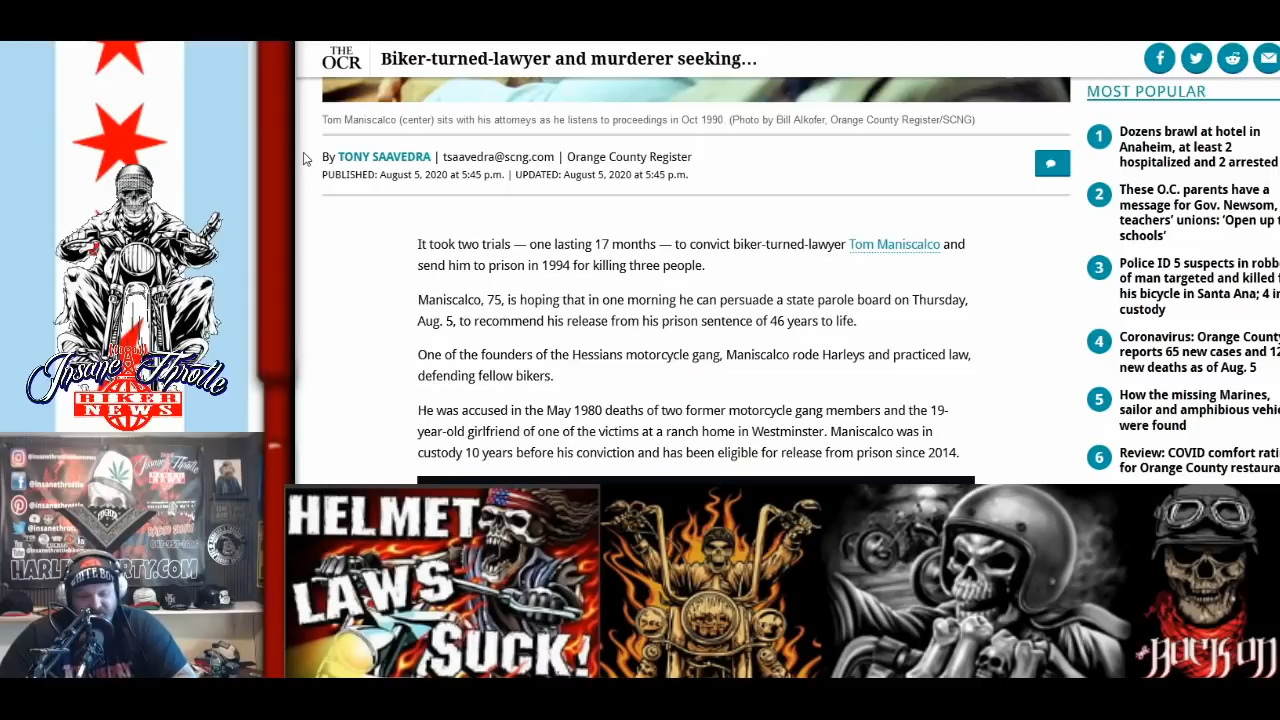 THE
OCR
Biker-turned-lawyer and murderer seeking…
Tom Maniscalco (center) sits with his attorneys as he listens to proceedings in Oct 1990. (Photo by Bill Alkofer, Orange County Register/SCNG)
By TONY SAAVEDRA | tsaavedra@scng.com | Orange County Register
PUBLISHED: August 5, 2020 at 5:45 p.m. | UPDATED: August 5, 2020 at 5:45 p.m.
It took two trials — one lasting 17 months — to convict biker-turned-lawyer Tom Maniscalco and
send him to prison in 1994 for killing three people.
Maniscalco, 75, is hoping that in one morning he can persuade a state parole board on Thursday,
Aug. 5, to recommend his release from his prison sentence of 46 years to life.
One of the founders of the Hessians motorcycle gang, Maniscalco rode Harleys and practiced law,
defending fellow bikers.
He was accused in the May 1980 deaths of two former motorcycle gang members and the 19-
year-old girlfriend of one of the victims at a ranch home in Westminster. Maniscalco was in
custody 10 years before his conviction and has been eligible for release from prison since 2014.
MOST POPULAR
1 Dozens brawl at hotel in
Anaheim, at least 2
hospitalized and 2 arrested
2 These O.C. parents have a
message for Gov. Newsom,
teachers' unions: 'Open up
schools'
3 Police ID 5 suspects in
of man targeted and killed
his bicycle in Santa Ana; 4
custody
4 Coronavirus: Orange
reports 65 new cases and
new deaths as of Aug. 5
5 How the missing Marines,
sailor and amphibious
were found
6 Review: COVID comfort
for Orange County
Insane Throttle
BIKER
NEWS
@insanethrottle
HELMET
LAWS
SUCK!
ROCK ON